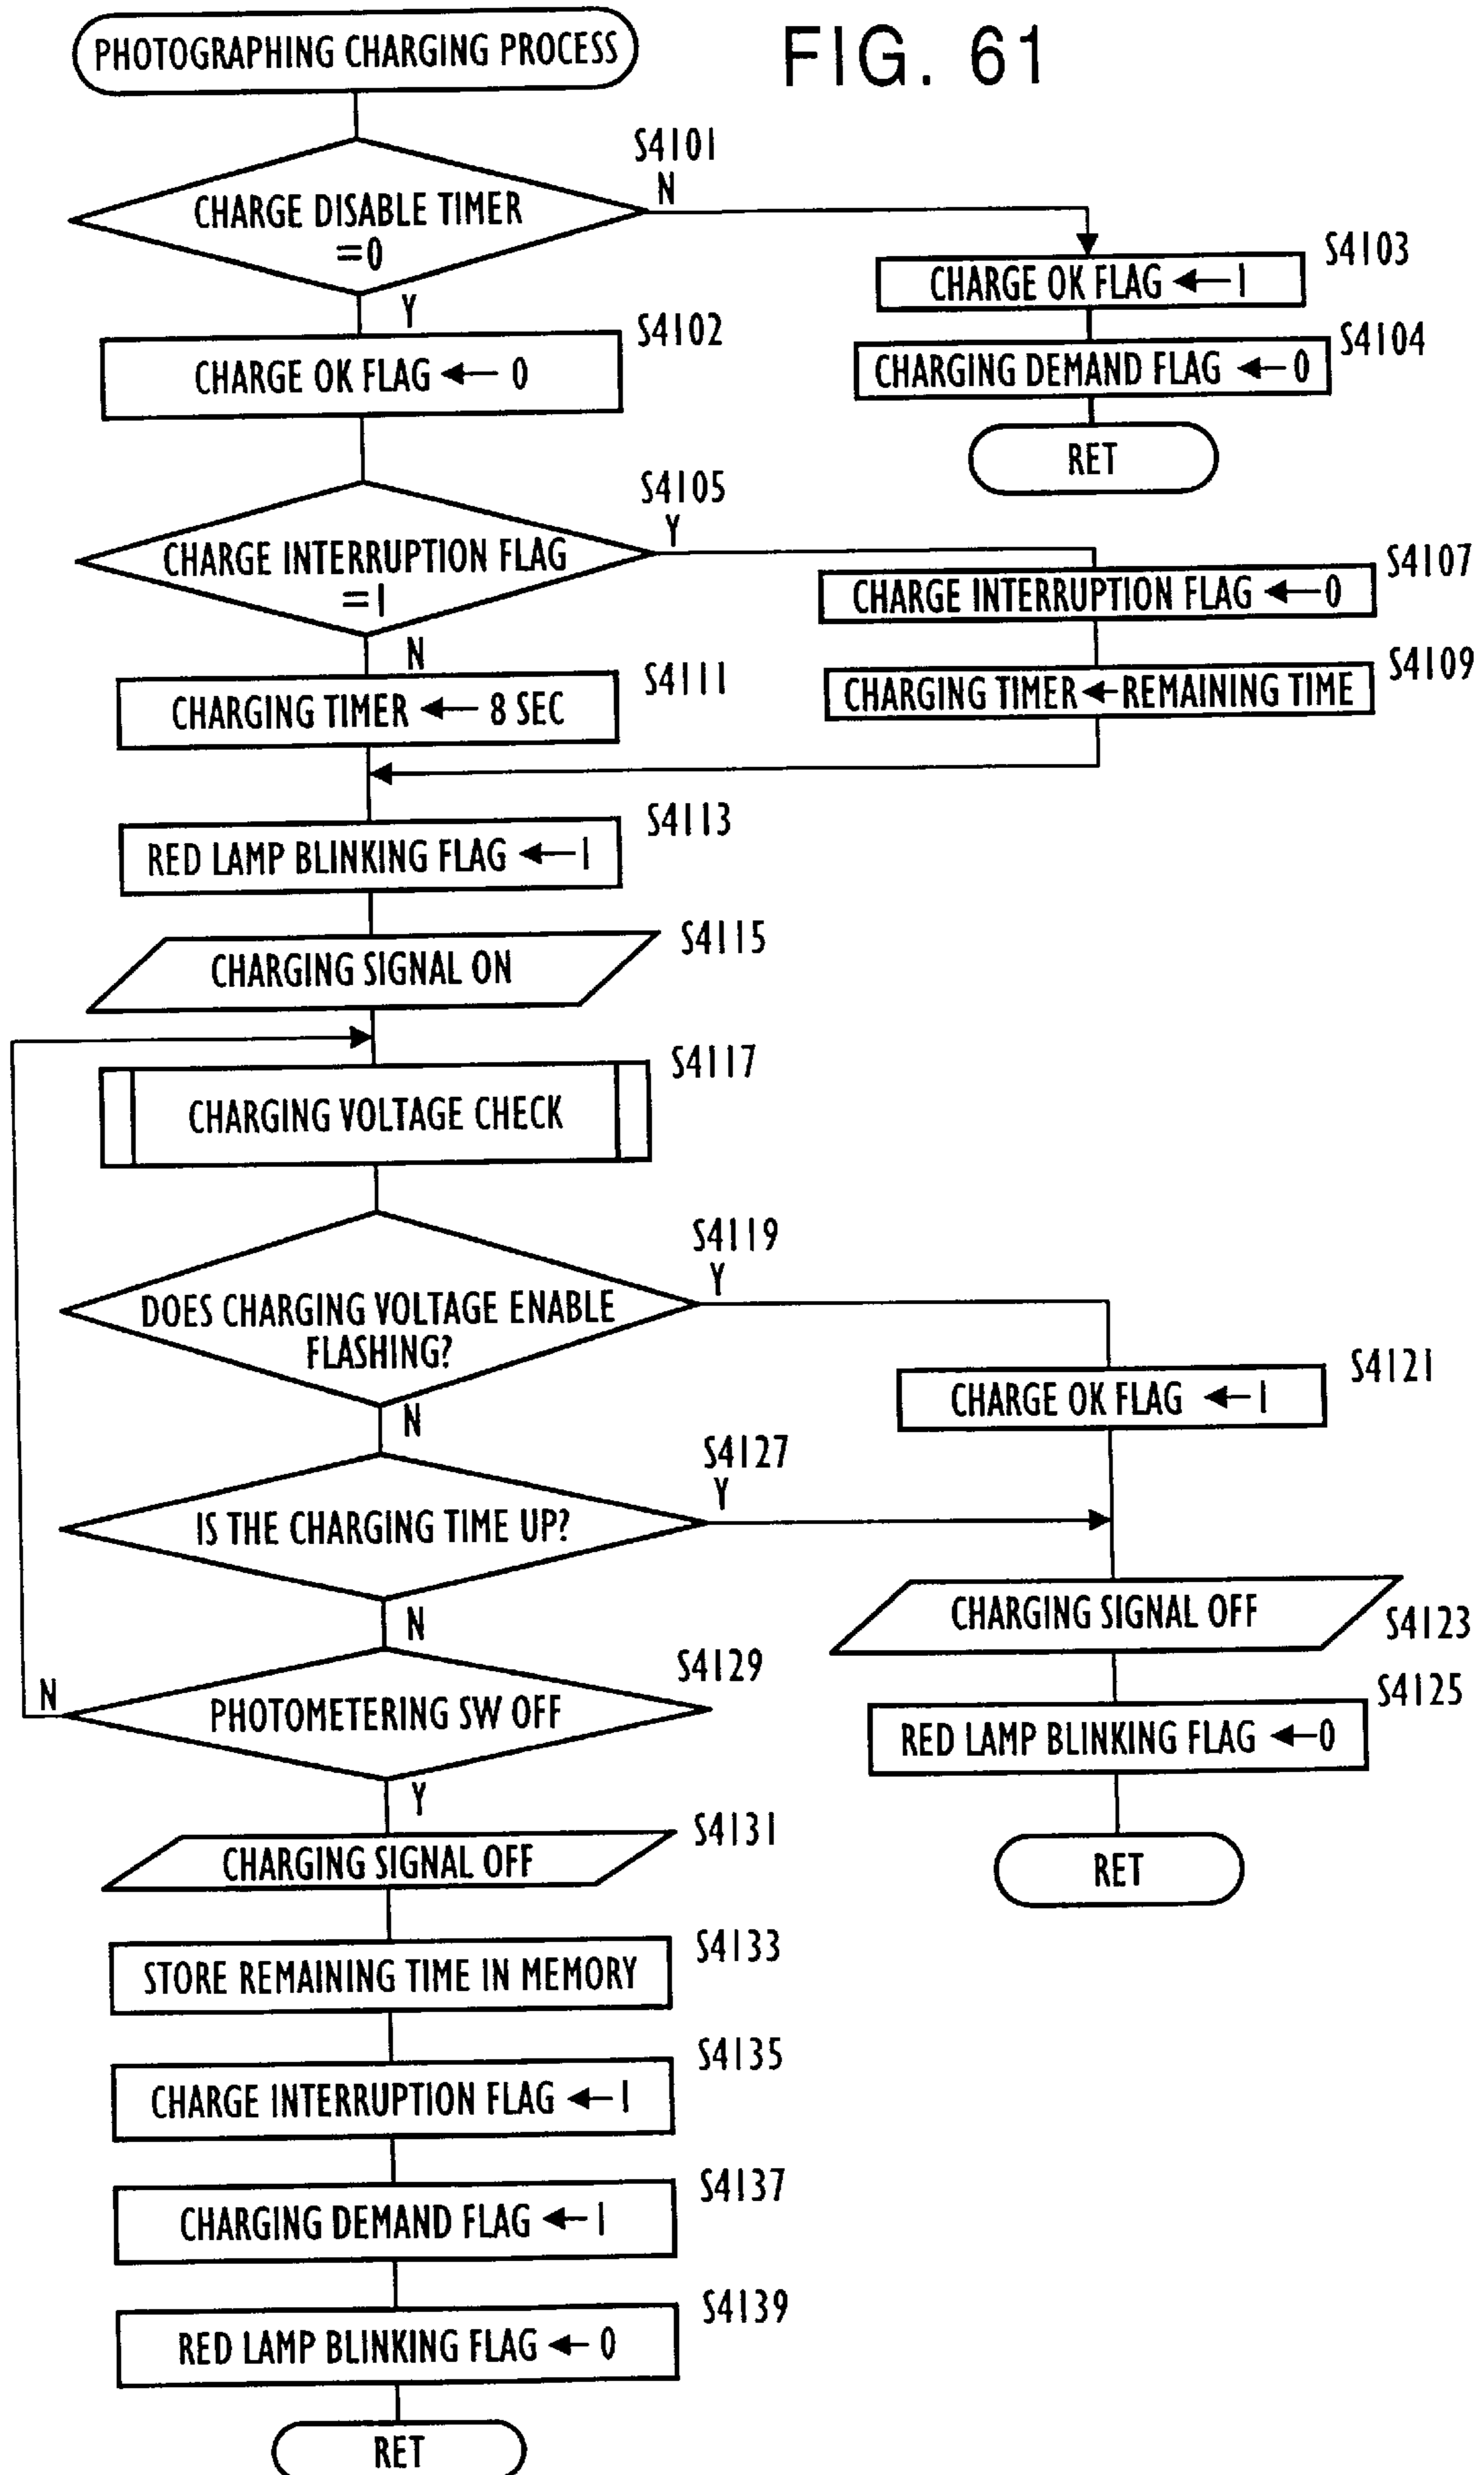 PHOTOGRAPHING CHARGING PROCESS
FIG. 61
S4101
N
CHARGE DISABLE TIMER
=0
Y
S4103
CHARGE OK FLAG ←1
S4102
CHARGE OK FLAG ← 0
S4104
CHARGING DEMAND FLAG ←0
RET
S4105
Y
CHARGE INTERRUPTION FLAG
=1
N
S4107
CHARGE INTERRUPTION FLAG ←0
S4109
CHARGING TIMER←REMAINING TIME
S4111
CHARGING TIMER ← 8 SEC
S4113
RED LAMP BLINKING FLAG ←1
S4115
CHARGING SIGNAL ON
S4117
CHARGING VOLTAGE CHECK
S4119
Y
DOES CHARGING VOLTAGE ENABLE
FLASHING?
N
S4121
CHARGE OK FLAG ←1
S4127
Y
IS THE CHARGING TIME UP?
N
CHARGING SIGNAL OFF
S4123
S4129
N
PHOTOMETERING SW OFF
Y
S4125
RED LAMP BLINKING FLAG ←0
RET
S4131
CHARGING SIGNAL OFF
S4133
STORE REMAINING TIME IN MEMORY
S4135
CHARGE INTERRUPTION FLAG ←1
S4137
CHARGING DEMAND FLAG ←1
S4139
RED LAMP BLINKING FLAG ← 0
RET